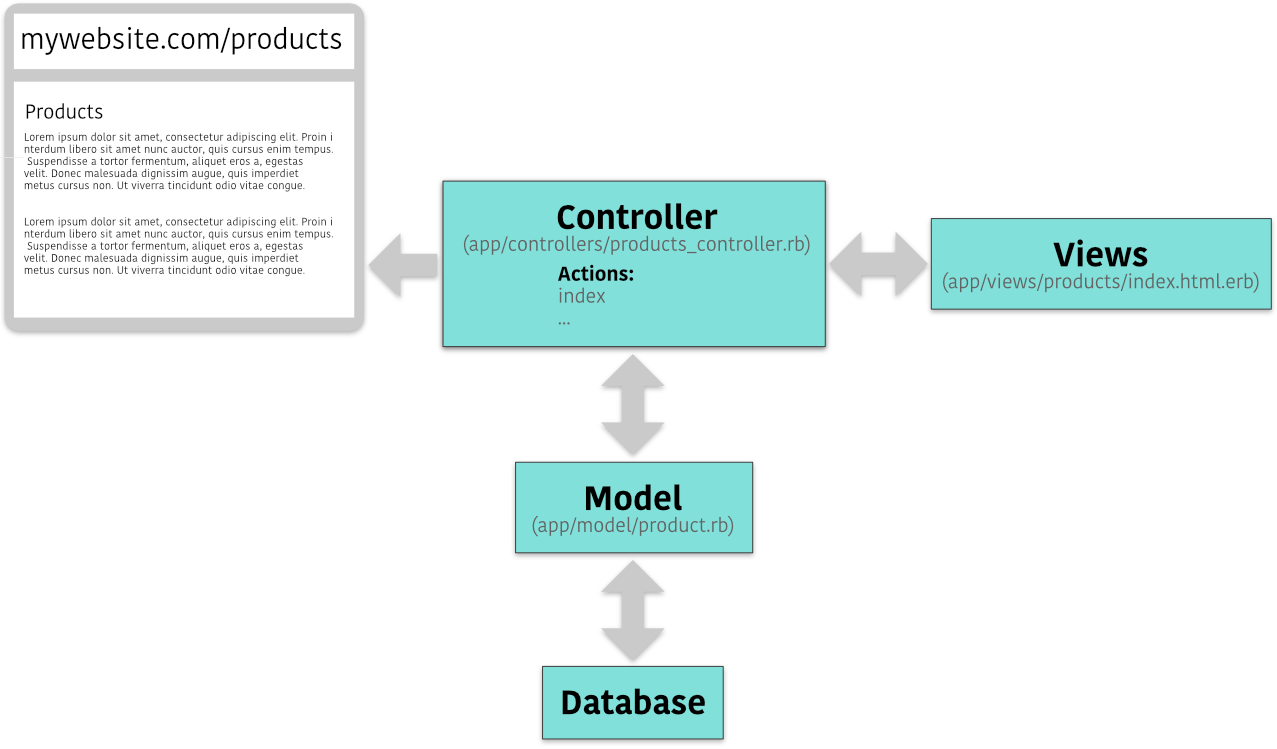 mywebsite.com/products
Products
Lorem ipsum dolor sit amet, consectetur adipiscing elit. Proin i
nterdum libero sit amet nunc auctor, quis cursus enim tempus.
Suspendisse a tortor fermentum, aliquet eros a, egestas
velit. Donec malesuada dignissim augue, quis imperdiet
metus cursus non. Ut viverra tincidunt odio vitae congue.
Lorem ipsum dolor sit amet, consectetur adipiscing elit. Proin i
nterdum libero sit amet nunc auctor, quis cursus enim tempus.
Suspendisse a tortor fermentum, aliquet eros a, egestas
velit. Donec malesuada dignissim augue, quis imperdiet
metus cursus non. Ut viverra tincidunt odio vitae congue.
Controller
(app/controllers/products_controller.rb)
Actions:
index
...
Views
(app/views/products/index.html.erb)
Model
(app/model/product.rb)
Database